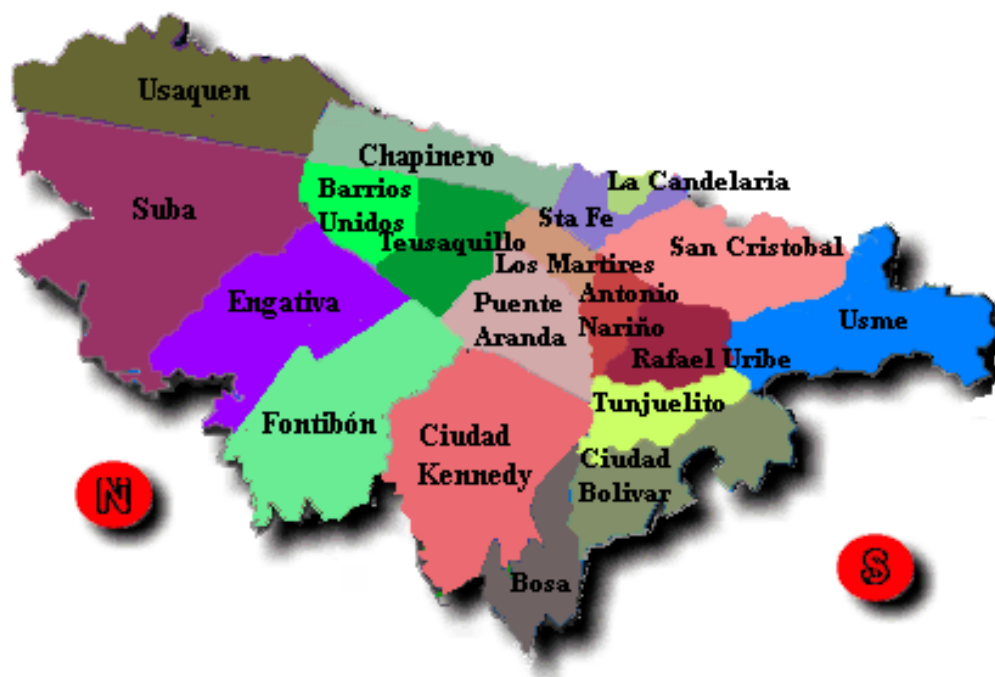 Usaquen
Chapinero
La Candelaria
Barrios
Unidos
Suba
Sta Fe
Teusaquillo
San Cristobal
Los Martires
Engativa
Puente
Aranda
Antonio
Nariño
Usme
Rafael Uribe
Tunjuelito
Fontibón
Ciudad
Kennedy
Ciudad
Bolivar
N
S
Bosa